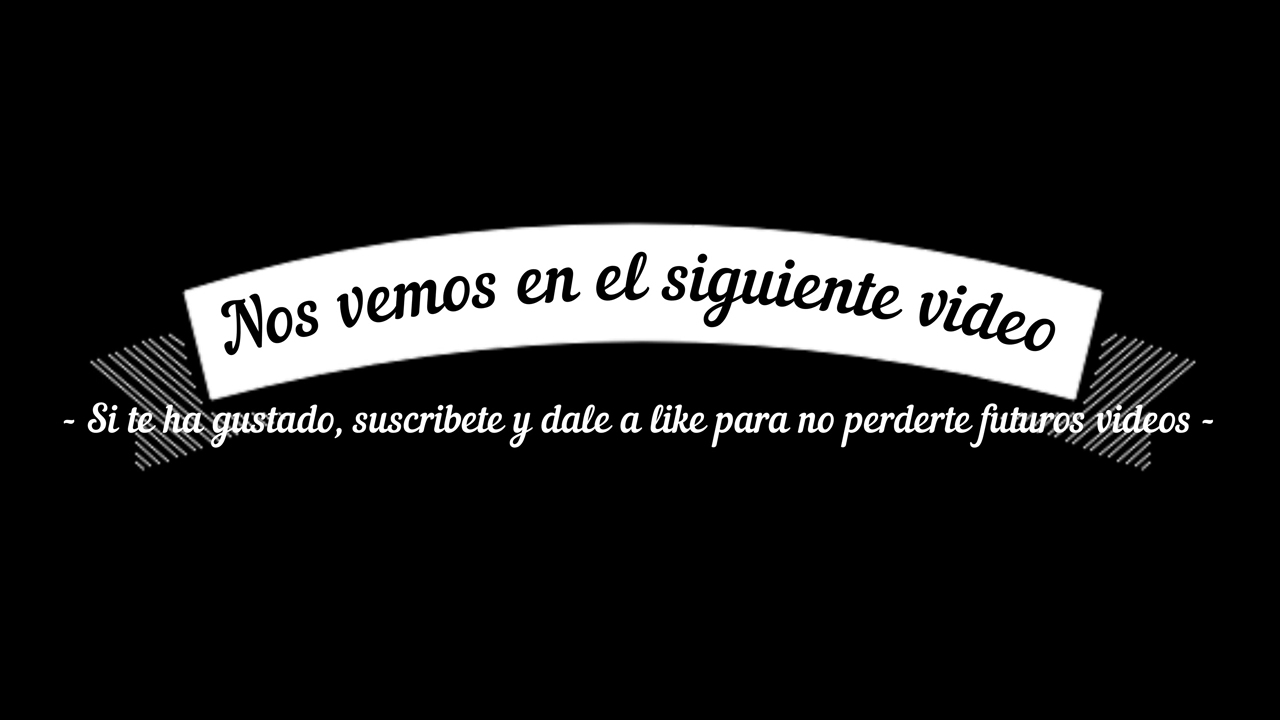 Nos vemos en el siguiente video
- Si te ha gustado, suscribete y dale a like para no perderte futuros videos -